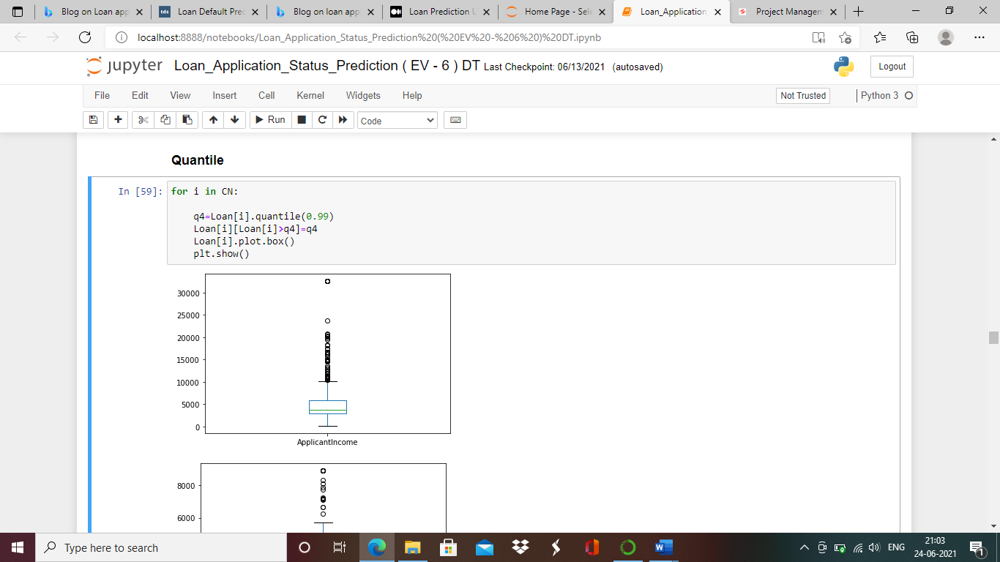 Blog on Loan app
tds
Loan Default Pred
Blog on loan app
Loan Prediction U
Home Page - Sele
Loan_Application
Project Managem
localhost:8888/notebooks/Loan_Application_Status_Prediction%20(%20EV%20-%206%20)%20DT.ipynb
jupyter Loan_Application_Status_Prediction ( EV - 6 ) DT Last Checkpoint: 06/13/2021 (autosaved)
Logout
File Edit View Insert Cell Kernel Widgets Help
Not Trusted
Python 3
Run
Code
Quantile
In [59]:
for i in CN:
q4=Loan[i].quantile(0.99)
Loan[i][Loan[i]>q4]=q4
Loan[i].plot.box()
plt.show()
30000
25000
20000
15000
10000
5000
0
ApplicantIncome
8000
6000
Type here to search
ENG
21:03
24-06-2021
1